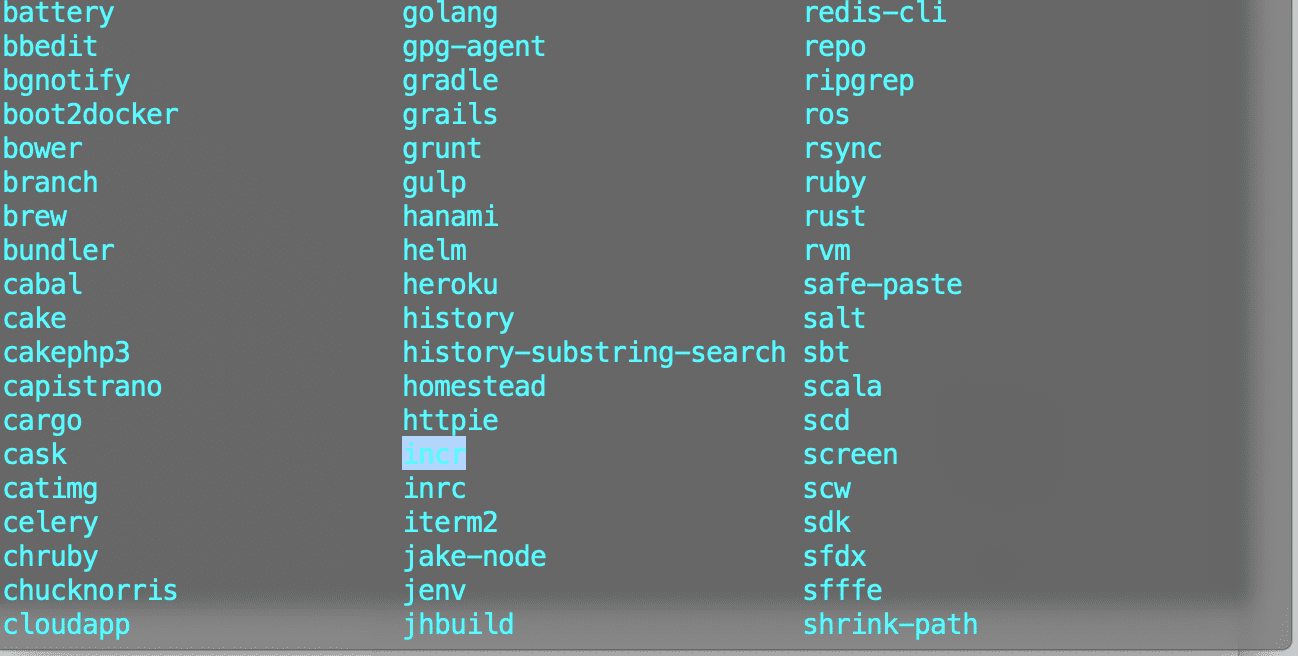 battery golang redis-cli
bbedit gpg-agent repo
bgnotify gradle ripgrep
boot2docker grails ros
bower grunt rsync
branch gulp ruby
brew hanami rust
bundler helm rvm
cabal heroku safe-paste
cake history salt
cakephp3 history-substring-search sbt
capistrano homestead scala
cargo httpie scd
cask incr screen
catimg inrc scw
celery iterm2 sdk
chruby jake-node sfdx
chucknorris jenv sfffe
cloudapp jhbuild shrink-path